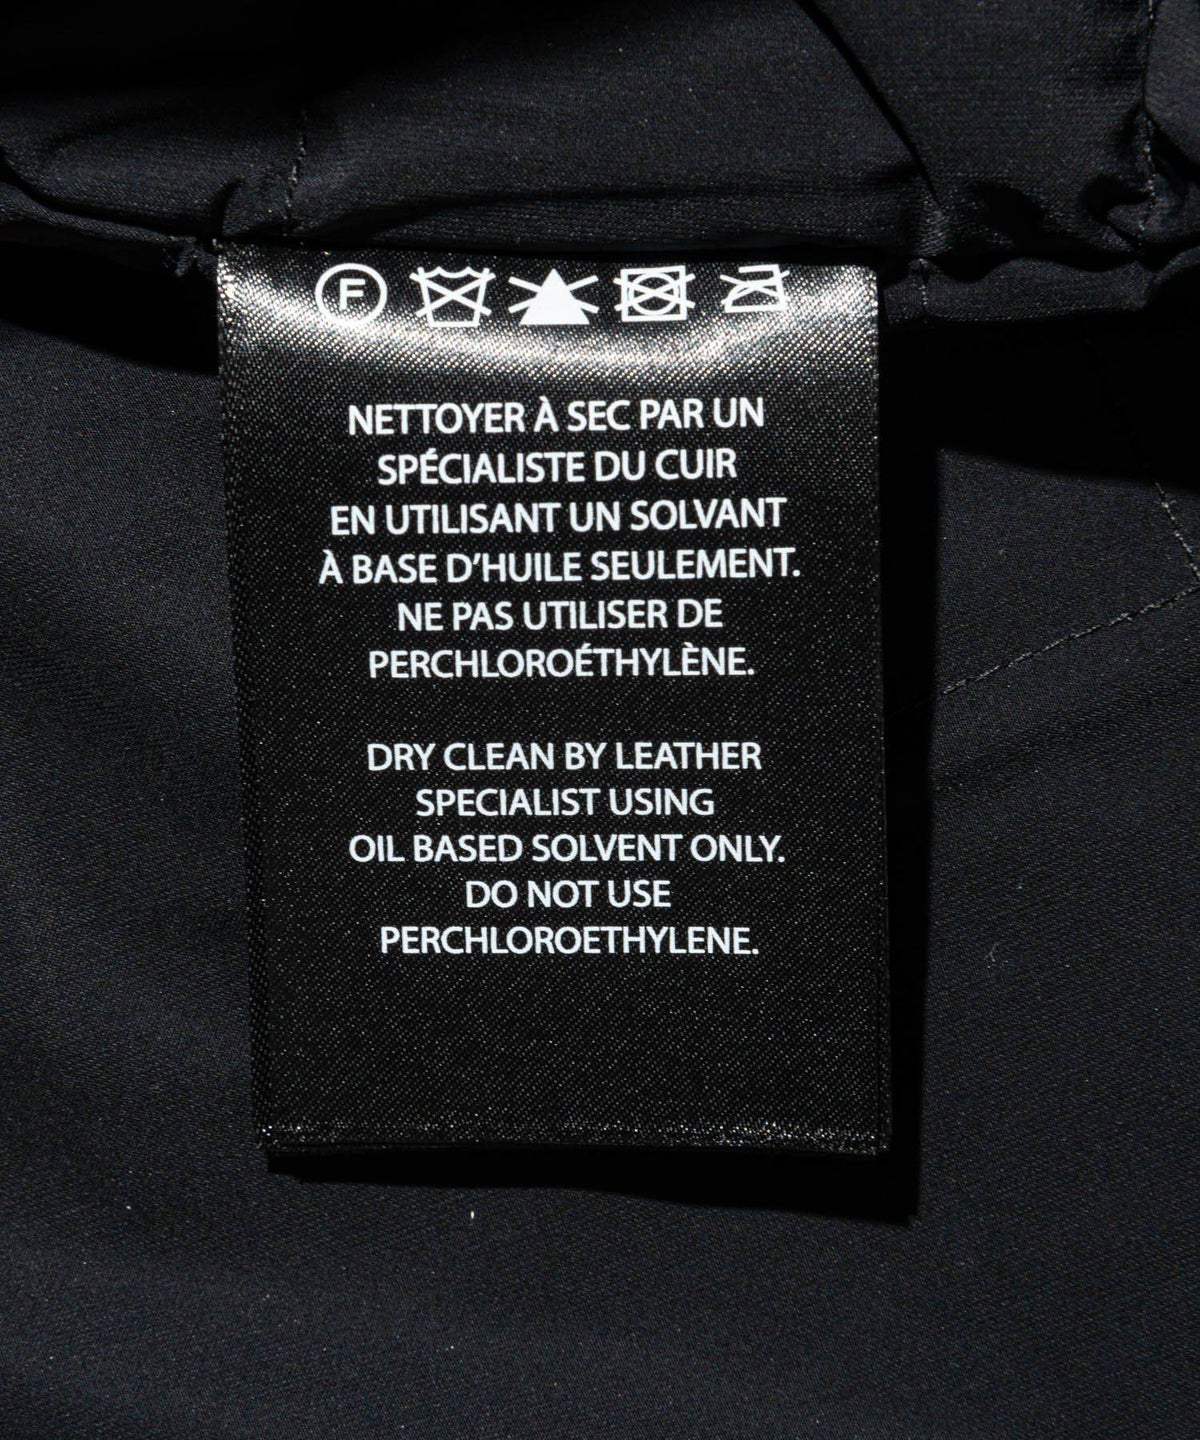 F
NETTOYER À SEC PAR UN
SPÉCIALISTE DU CUIR
EN UTILISANT UN SOLVANT
À BASE D'HUILE SEULEMENT.
NE PAS UTILISER DE
PERCHLOROÉTHYLÈNE.
DRY CLEAN BY LEATHER
SPECIALIST USING
OIL BASED SOLVENT ONLY.
DO NOT USE
PERCHLOROETHYLENE.